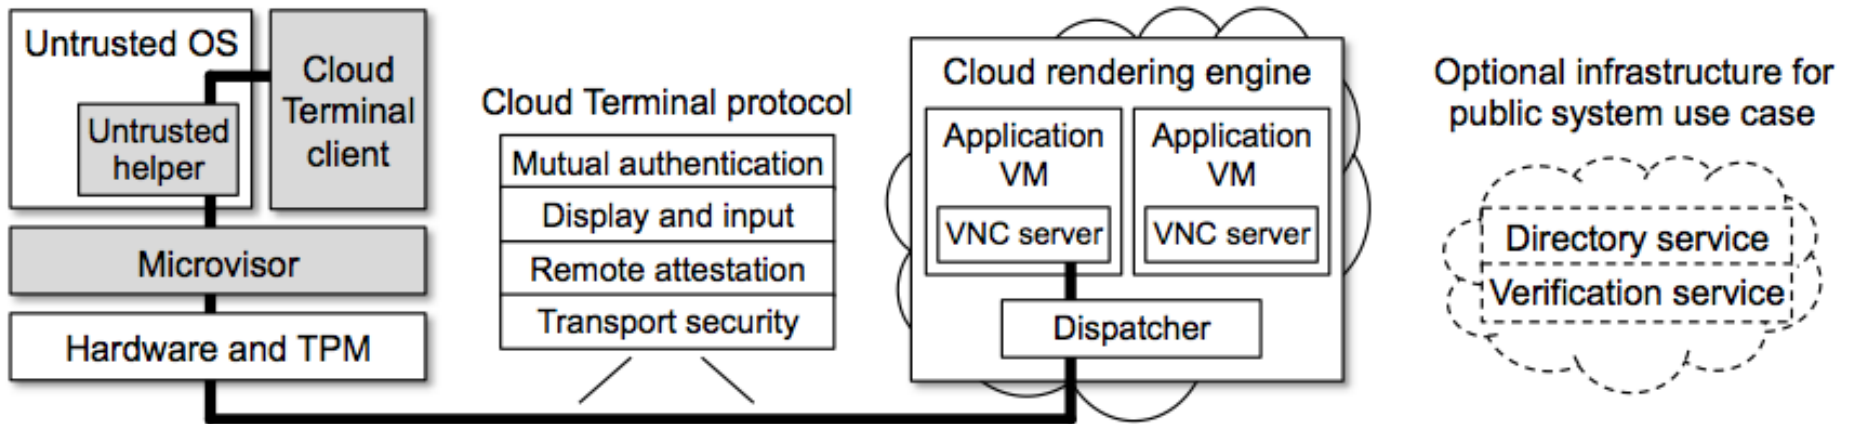 Untrusted OS
Cloud
Terminal
client
Untrusted
helper
Microvisor
Hardware and TPM
Cloud Terminal protocol
Mutual authentication
Display and input
Remote attestation
Transport security
Cloud rendering engine
Application
VM
VNC server
Application
VM
VNC server
Dispatcher
Optional infrastructure for
public system use case
Directory service
Verification service